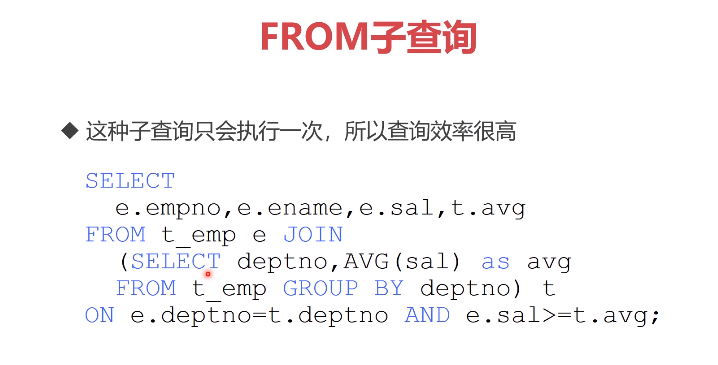 FROM子查询
◆ 这种子查询只会执行一次，所以查询效率很高
SELECT
e.empno,e.ename,e.sal,t.avg
FROM t_emp e JOIN
(SELECT deptno,AVG(sal) as avg
FROM t_emp GROUP BY deptno) t
ON e.deptno=t.deptno AND e.sal>=t.avg;